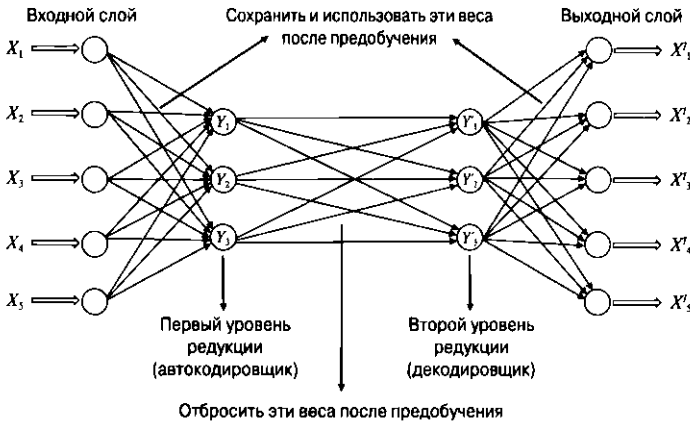 Входной слой
Сохранить и использовать эти веса
после предобучения
Выходной слой
X₁
X₂
X₃
X₄
X₅
Y₁
Y₂
Y₃
Y'₁
Y'₂
Y'₃
X'₁
X'₂
X'₃
X'₄
X'₅
Первый уровень
редукции
(автокодировщик)
Второй уровень
редукции
(декодировщик)
Отбросить эти веса после предобучения